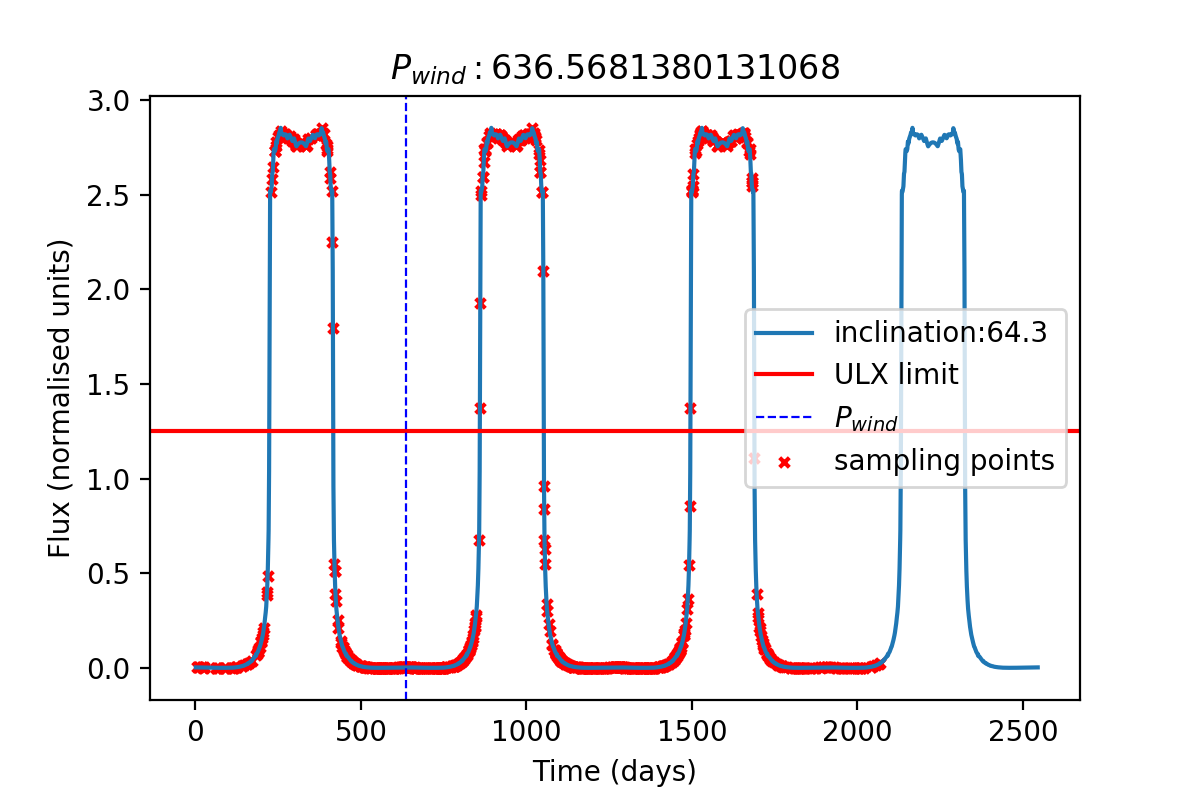 P_wind : 636.5681380131068
3.0
2.5
2.0
1.5
1.0
0.5
0.0
Flux (normalised units)
inclination:64.3
ULX limit
P_wind
sampling points
0 500 1000 1500 2000 2500
Time (days)